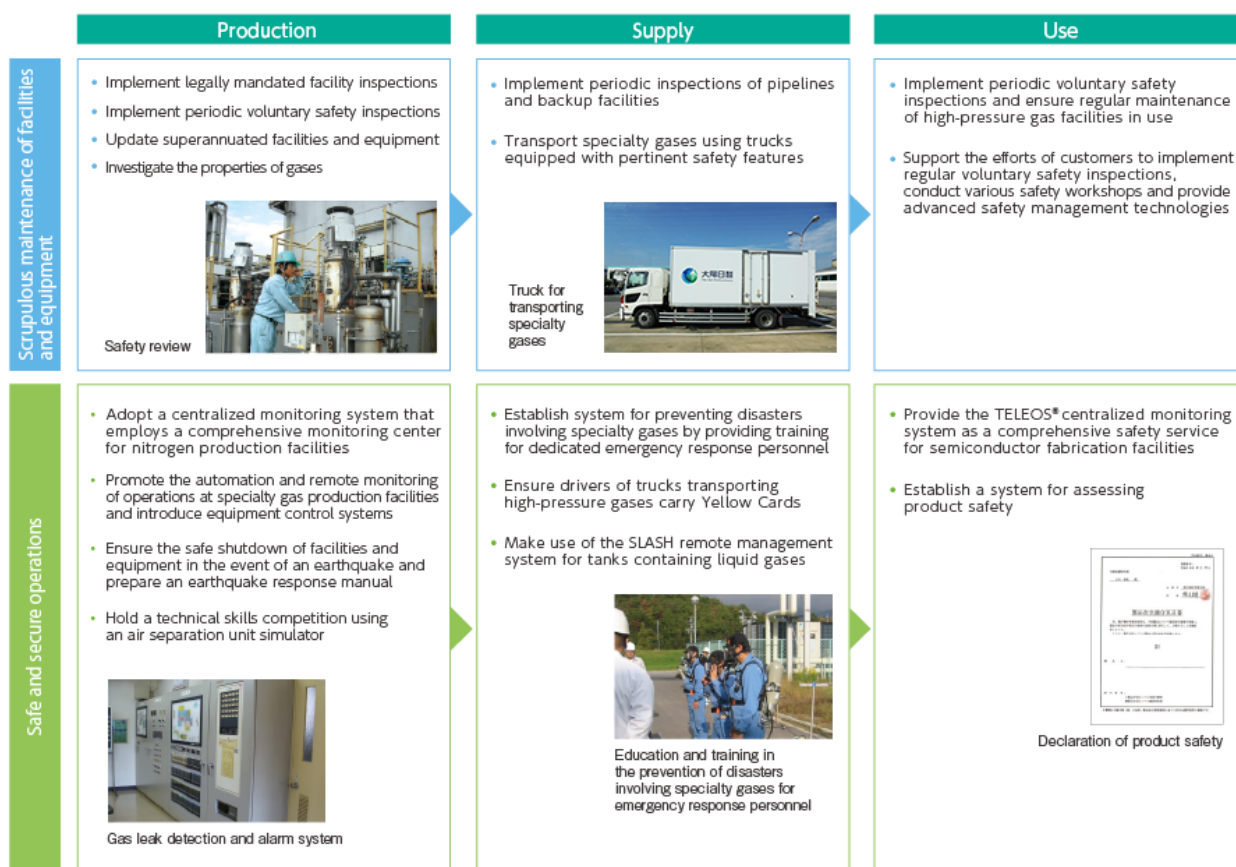 Production
Supply
Use
Scrupulous maintenance of facilities
and equipment
• Implement legally mandated facility inspections
• Implement periodic voluntary safety inspections
• Update superannuated facilities and equipment
• Investigate the properties of gases
Safety review
• Implement periodic inspections of pipelines
and backup facilities
• Transport specialty gases using trucks
equipped with pertinent safety features
大陽日酸
Truck for
transporting
specialty
gases
• Implement periodic voluntary safety
inspections and ensure regular maintenance
of high-pressure gas facilities in use
• Support the efforts of customers to implement
regular voluntary safety inspections,
conduct various safety workshops and provide
advanced safety management technologies
Safe and secure operations
• Adopt a centralized monitoring system that
employs a comprehensive monitoring center
for nitrogen production facilities
• Promote the automation and remote monitoring
of operations at specialty gas production facilities
and introduce equipment control systems
• Ensure the safe shutdown of facilities and
equipment in the event of an earthquake and
prepare an earthquake response manual
• Hold a technical skills competition using
an air separation unit simulator
Gas leak detection and alarm system
• Establish system for preventing disasters
involving specialty gases by providing training
for dedicated emergency response personnel
• Ensure drivers of trucks transporting
high-pressure gases carry Yellow Cards
• Make use of the SLASH remote management
system for tanks containing liquid gases
Education and training in
the prevention of disasters
involving specialty gases for
emergency response personnel
• Provide the TELEOS® centralized monitoring
system as a comprehensive safety service
for semiconductor fabrication facilities
• Establish a system for assessing
product safety
Declaration of product safety